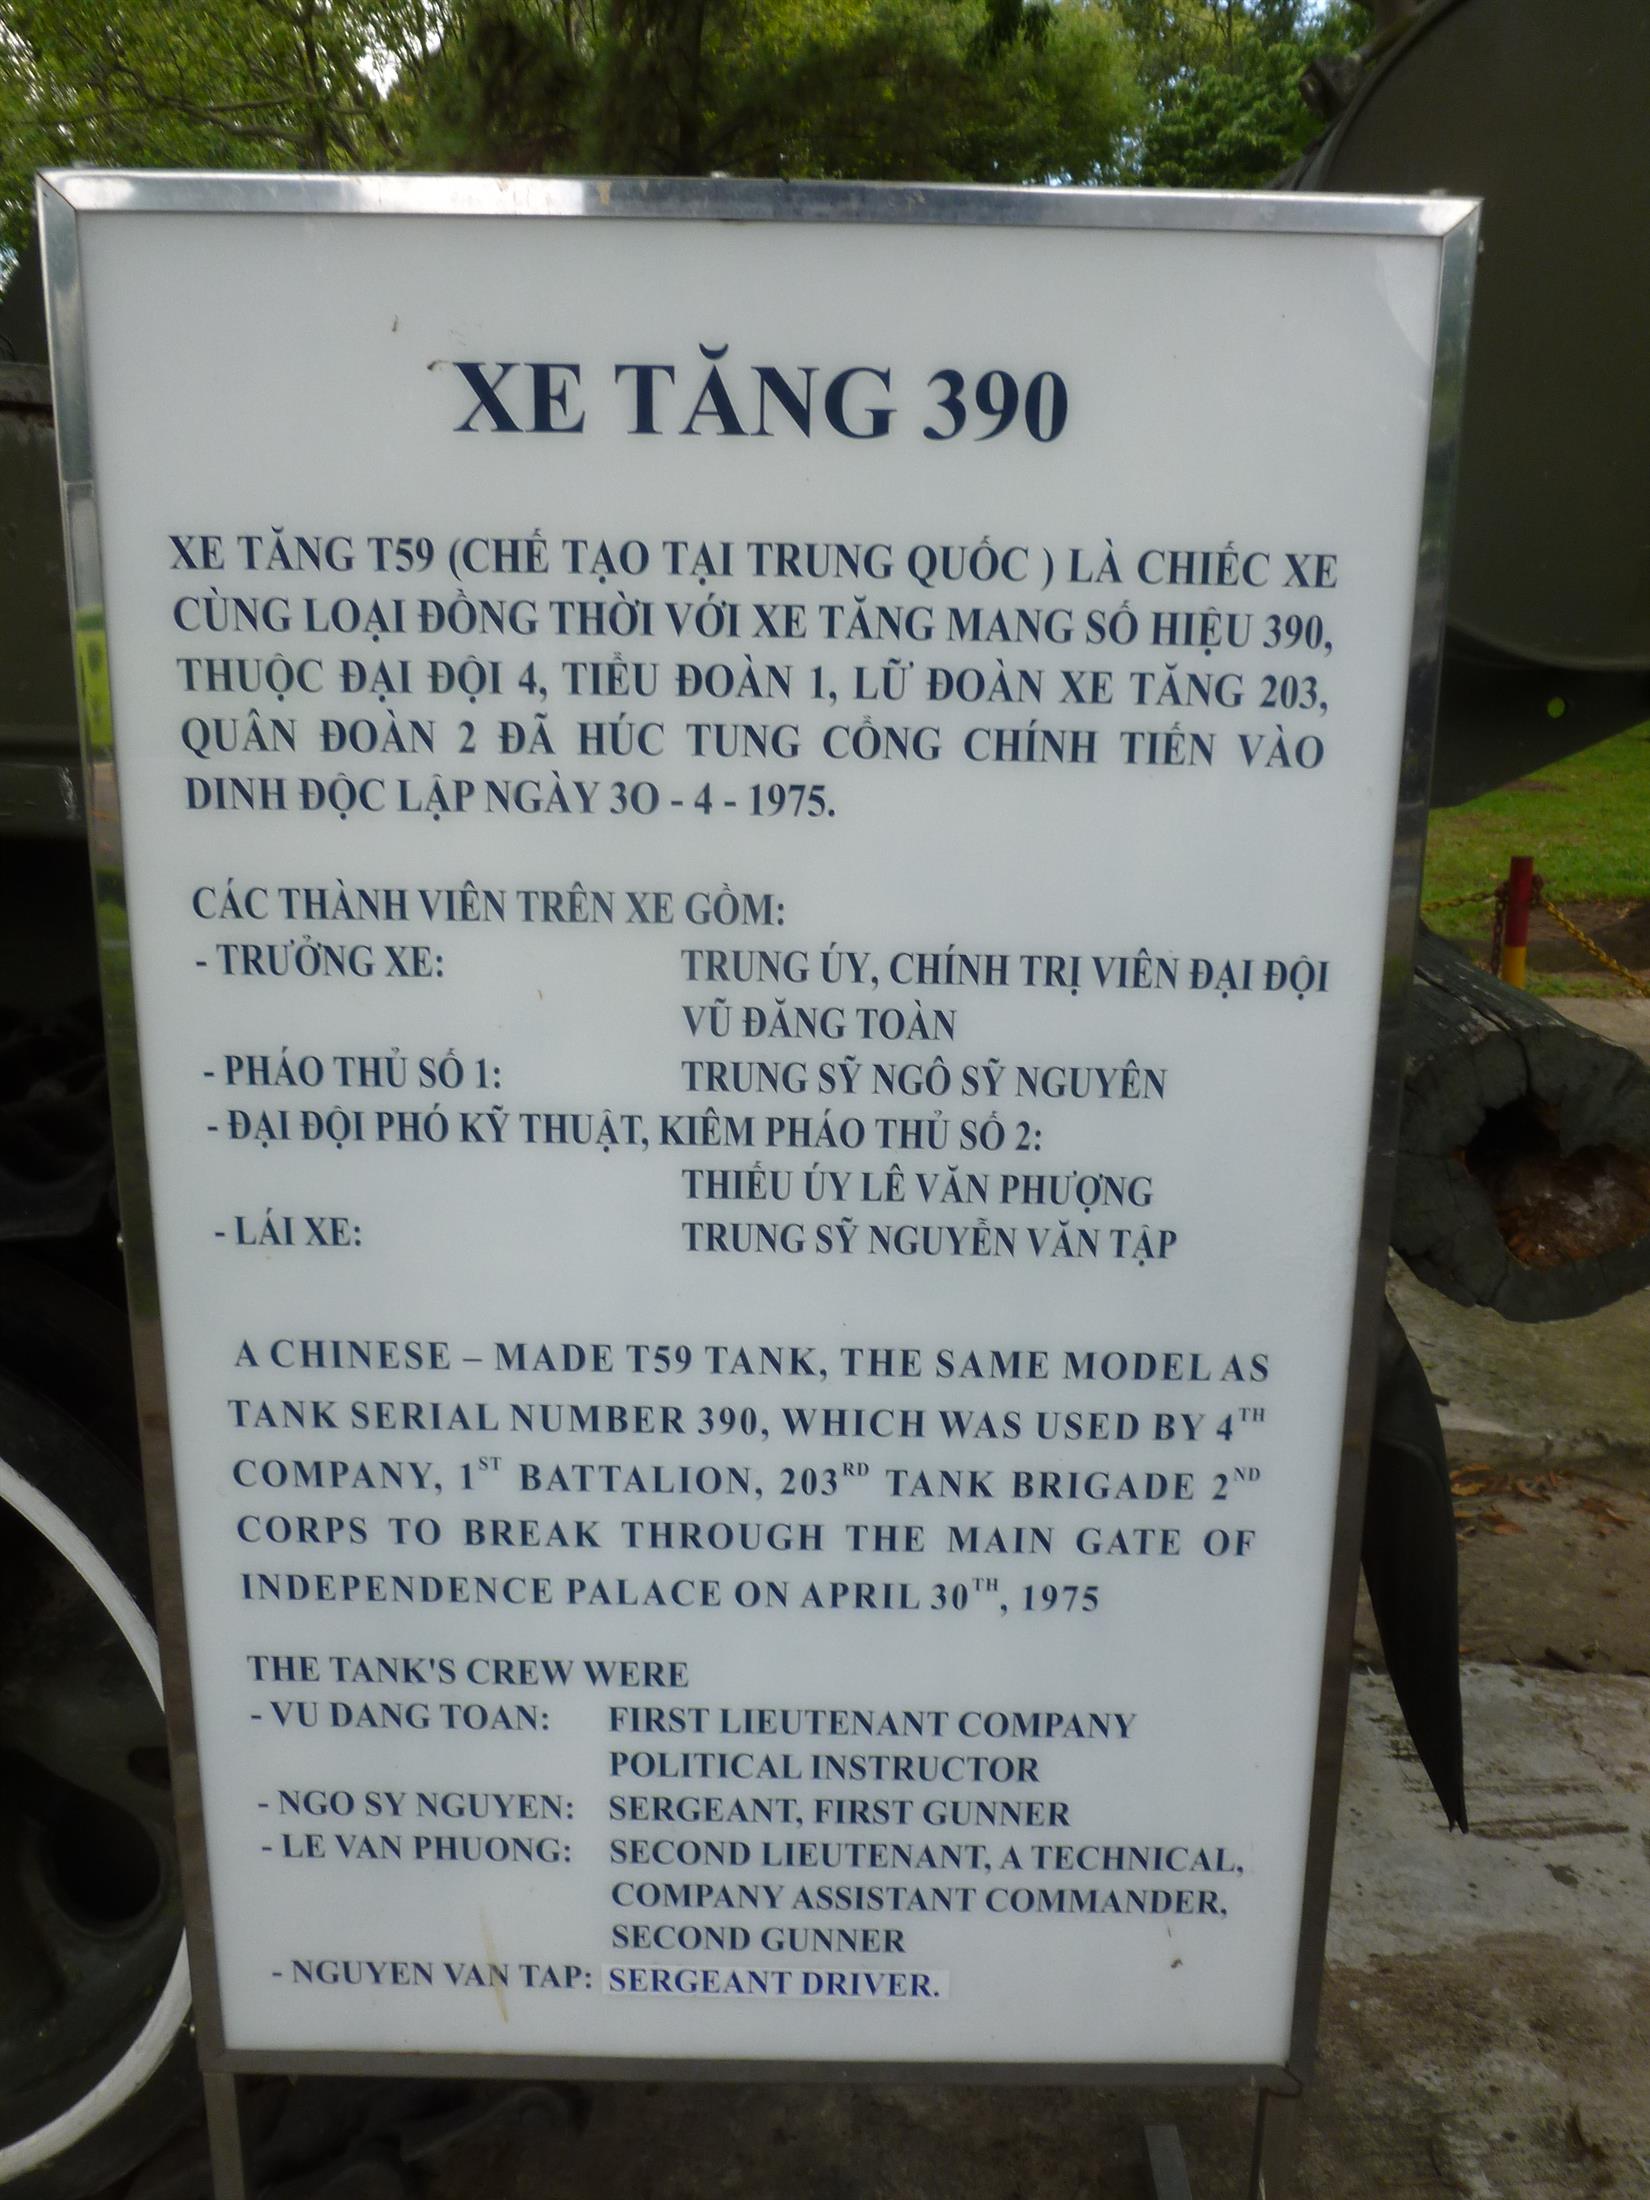 XE TĂNG 390
XE TĂNG T59 (CHẾ TẠO TẠI TRUNG QUỐC ) LÀ CHIẾC XE
CÙNG LOẠI ĐỒNG THỜI VỚI XE TĂNG MANG SỐ HIỆU 390,
THUỘC ĐẠI ĐỘI 4, TIỂU ĐOÀN 1, LỮ ĐOÀN XE TĂNG 203,
QUÂN ĐOÀN 2 ĐÃ HÚC TUNG CỔNG CHÍNH TIẾN VÀO
DINH ĐỘC LẬP NGÀY 3O - 4 - 1975.
CÁC THÀNH VIÊN TRÊN XE GỒM:
- TRƯỞNG XE: TRUNG ÚY, CHÍNH TRỊ VIÊN ĐẠI ĐỘI
VŨ ĐĂNG TOÀN
- PHÁO THỦ SỐ 1: TRUNG SỸ NGÔ SỸ NGUYÊN
- ĐẠI ĐỘI PHÓ KỸ THUẬT, KIÊM PHÁO THỦ SỐ 2:
THIẾU ÚY LÊ VĂN PHƯỢNG
- LÁI XE: TRUNG SỸ NGUYỄN VĂN TẬP
A CHINESE – MADE T59 TANK, THE SAME MODEL AS
TANK SERIAL NUMBER 390, WHICH WAS USED BY 4TH
COMPANY, 1ST BATTALION, 203RD TANK BRIGADE 2ND
CORPS TO BREAK THROUGH THE MAIN GATE OF
INDEPENDENCE PALACE ON APRIL 30TH, 1975
THE TANK'S CREW WERE
- VU DANG TOAN: FIRST LIEUTENANT COMPANY
POLITICAL INSTRUCTOR
- NGO SY NGUYEN: SERGEANT, FIRST GUNNER
- LE VAN PHUONG: SECOND LIEUTENANT, A TECHNICAL,
COMPANY ASSISTANT COMMANDER,
SECOND GUNNER
- NGUYEN VAN TAP: SERGEANT DRIVER.